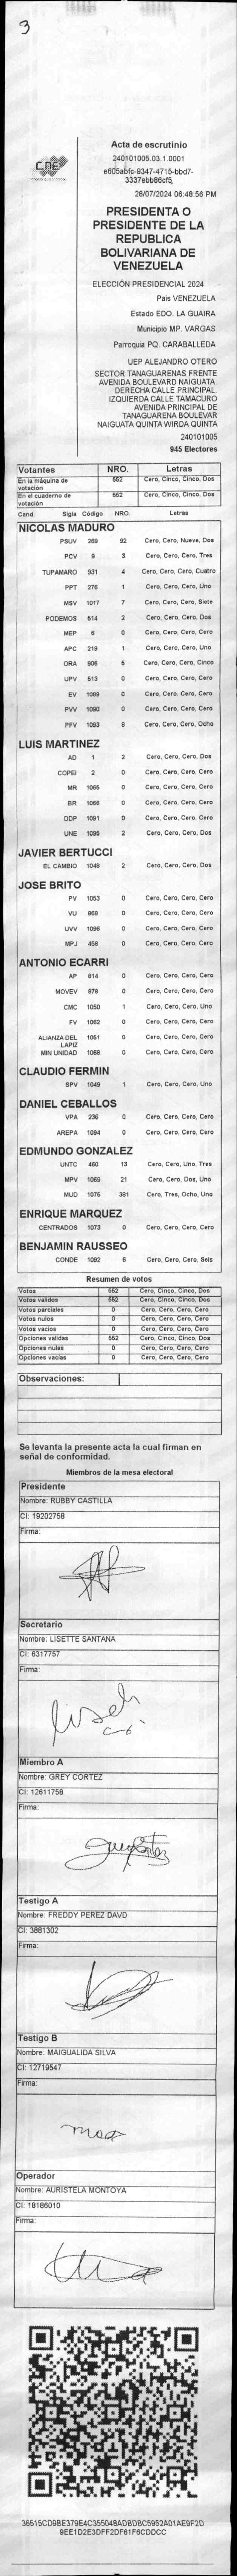 3
CNE
Acta de escrutinio
240101005.03.1.0001
e605abfc-9347-4715-bbd7-
3337ebb86cf5,
28/07/2024 06:48:56 PM
PRESIDENTA O
PRESIDENTE DE LA
REPUBLICA
BOLIVARIANA DE
VENEZUELA
ELECCIÓN PRESIDENCIAL 2024
Pais VENEZUELA
Estado EDO. LA GUAIRA
Municipio MP. VARGAS
Parroquia PQ. CARABALLEDA
UEP ALEJANDRO OTERO
SECTOR TANAGUARENAS FRENTE
AVENIDA BOULEVARD NAIGUATA.
DERECHA CALLE PRINCIPAL.
IZQUIERDA CALLE TAMACURO
AVENIDA PRINCIPAL DE
TANAGUARENA BOULEVAR
NAIGUATA QUINTA WIRDA QUINTA
240101005
945 Electores
Votantes NRO. Letras
En la máquina de votación 552 Cero, Cinco, Cinco, Dos
En el cuaderno de votación 552 Cero, Cinco, Cinco, Dos
Cand. Sigla Código NRO. Letras
NICOLAS MADURO
PSUV 269 92 Cero, Cero, Nueve, Dos
PCV 9 3 Cero, Cero, Cero, Tres
TUPAMARO 931 4 Cero, Cero, Cero, Cuatro
PPT 276 1 Cero, Cero, Cero, Uno
MSV 1017 7 Cero, Cero, Cero, Siete
PODEMOS 514 2 Cero, Cero, Cero, Dos
MEP 6 0 Cero, Cero, Cero, Cero
APC 219 1 Cero, Cero, Cero, Uno
ORA 906 5 Cero, Cero, Cero, Cinco
UPV 513 0 Cero, Cero, Cero, Cero
EV 1089 0 Cero, Cero, Cero, Cero
PVV 1090 0 Cero, Cero, Cero, Cero
PFV 1093 8 Cero, Cero, Cero, Ocho
LUIS MARTINEZ
AD 1 2 Cero, Cero, Cero, Dos
COPEI 2 0 Cero, Cero, Cero, Cero
MR 1065 0 Cero, Cero, Cero, Cero
BR 1066 0 Cero, Cero, Cero, Cero
DDP 1091 0 Cero, Cero, Cero, Cero
UNE 1095 2 Cero, Cero, Cero, Dos
JAVIER BERTUCCI
EL CAMBIO 1048 2 Cero, Cero, Cero, Dos
JOSE BRITO
PV 1053 0 Cero, Cero, Cero, Cero
VU 868 0 Cero, Cero, Cero, Cero
UVV 1096 0 Cero, Cero, Cero, Cero
MPJ 456 0 Cero, Cero, Cero, Cero
ANTONIO ECARRI
AP 814 0 Cero, Cero, Cero, Cero
MOVEV 878 0 Cero, Cero, Cero, Cero
CMC 1050 1 Cero, Cero, Cero, Uno
FV 1062 0 Cero, Cero, Cero, Cero
ALIANZA DEL LAPIZ 1061 0 Cero, Cero, Cero, Cero
MIN UNIDAD 1068 0 Cero, Cero, Cero, Cero
CLAUDIO FERMIN
SPV 1049 1 Cero, Cero, Cero, Uno
DANIEL CEBALLOS
VPA 236 0 Cero, Cero, Cero, Cero
AREPA 1094 0 Cero, Cero, Cero, Cero
EDMUNDO GONZALEZ
UNTC 460 13 Cero, Cero, Uno, Tres
MPV 1069 21 Cero, Cero, Dos, Uno
MUD 1075 381 Cero, Tres, Ocho, Uno
ENRIQUE MARQUEZ
CENTRADOS 1073 0 Cero, Cero, Cero, Cero
BENJAMIN RAUSSEO
CONDE 1092 6 Cero, Cero, Cero, Seis
Resumen de votos
Votos 552 Cero, Cinco, Cinco, Dos
Votos validos 552 Cero, Cinco, Cinco, Dos
Votos parciales 0 Cero, Cero, Cero, Cero
Votos nulos 0 Cero, Cero, Cero, Cero
Votos vacios 0 Cero, Cero, Cero, Cero
Opciones validas 552 Cero, Cinco, Cinco, Dos
Opciones nulas 0 Cero, Cero, Cero, Cero
Opciones vacias 0 Cero, Cero, Cero, Cero
Observaciones:
Se levanta la presente acta la cual firman en
señal de conformidad.
Miembros de la mesa electoral
Presidente
Nombre: RUBBY CASTILLA
CI: 19202758
Firma:
Secretario
Nombre: LISETTE SANTANA
CI: 6317757
Firma:
Miembro A
Nombre: GREY CORTEZ
CI: 12611758
Firma:
Testigo A
Nombre: FREDDY PEREZ DAVD
CI: 3881302
Firma:
Testigo B
Nombre: MAIGUALIDA SILVA
CI: 12719547
Firma:
Operador
Nombre: AURISTELA MONTOYA
CI: 18186010
Firma:
36515CD9BE379E4C355048ADBDBC5952A01AE9F2D
9EE1D2E3DFF2DF61F6CDDCC